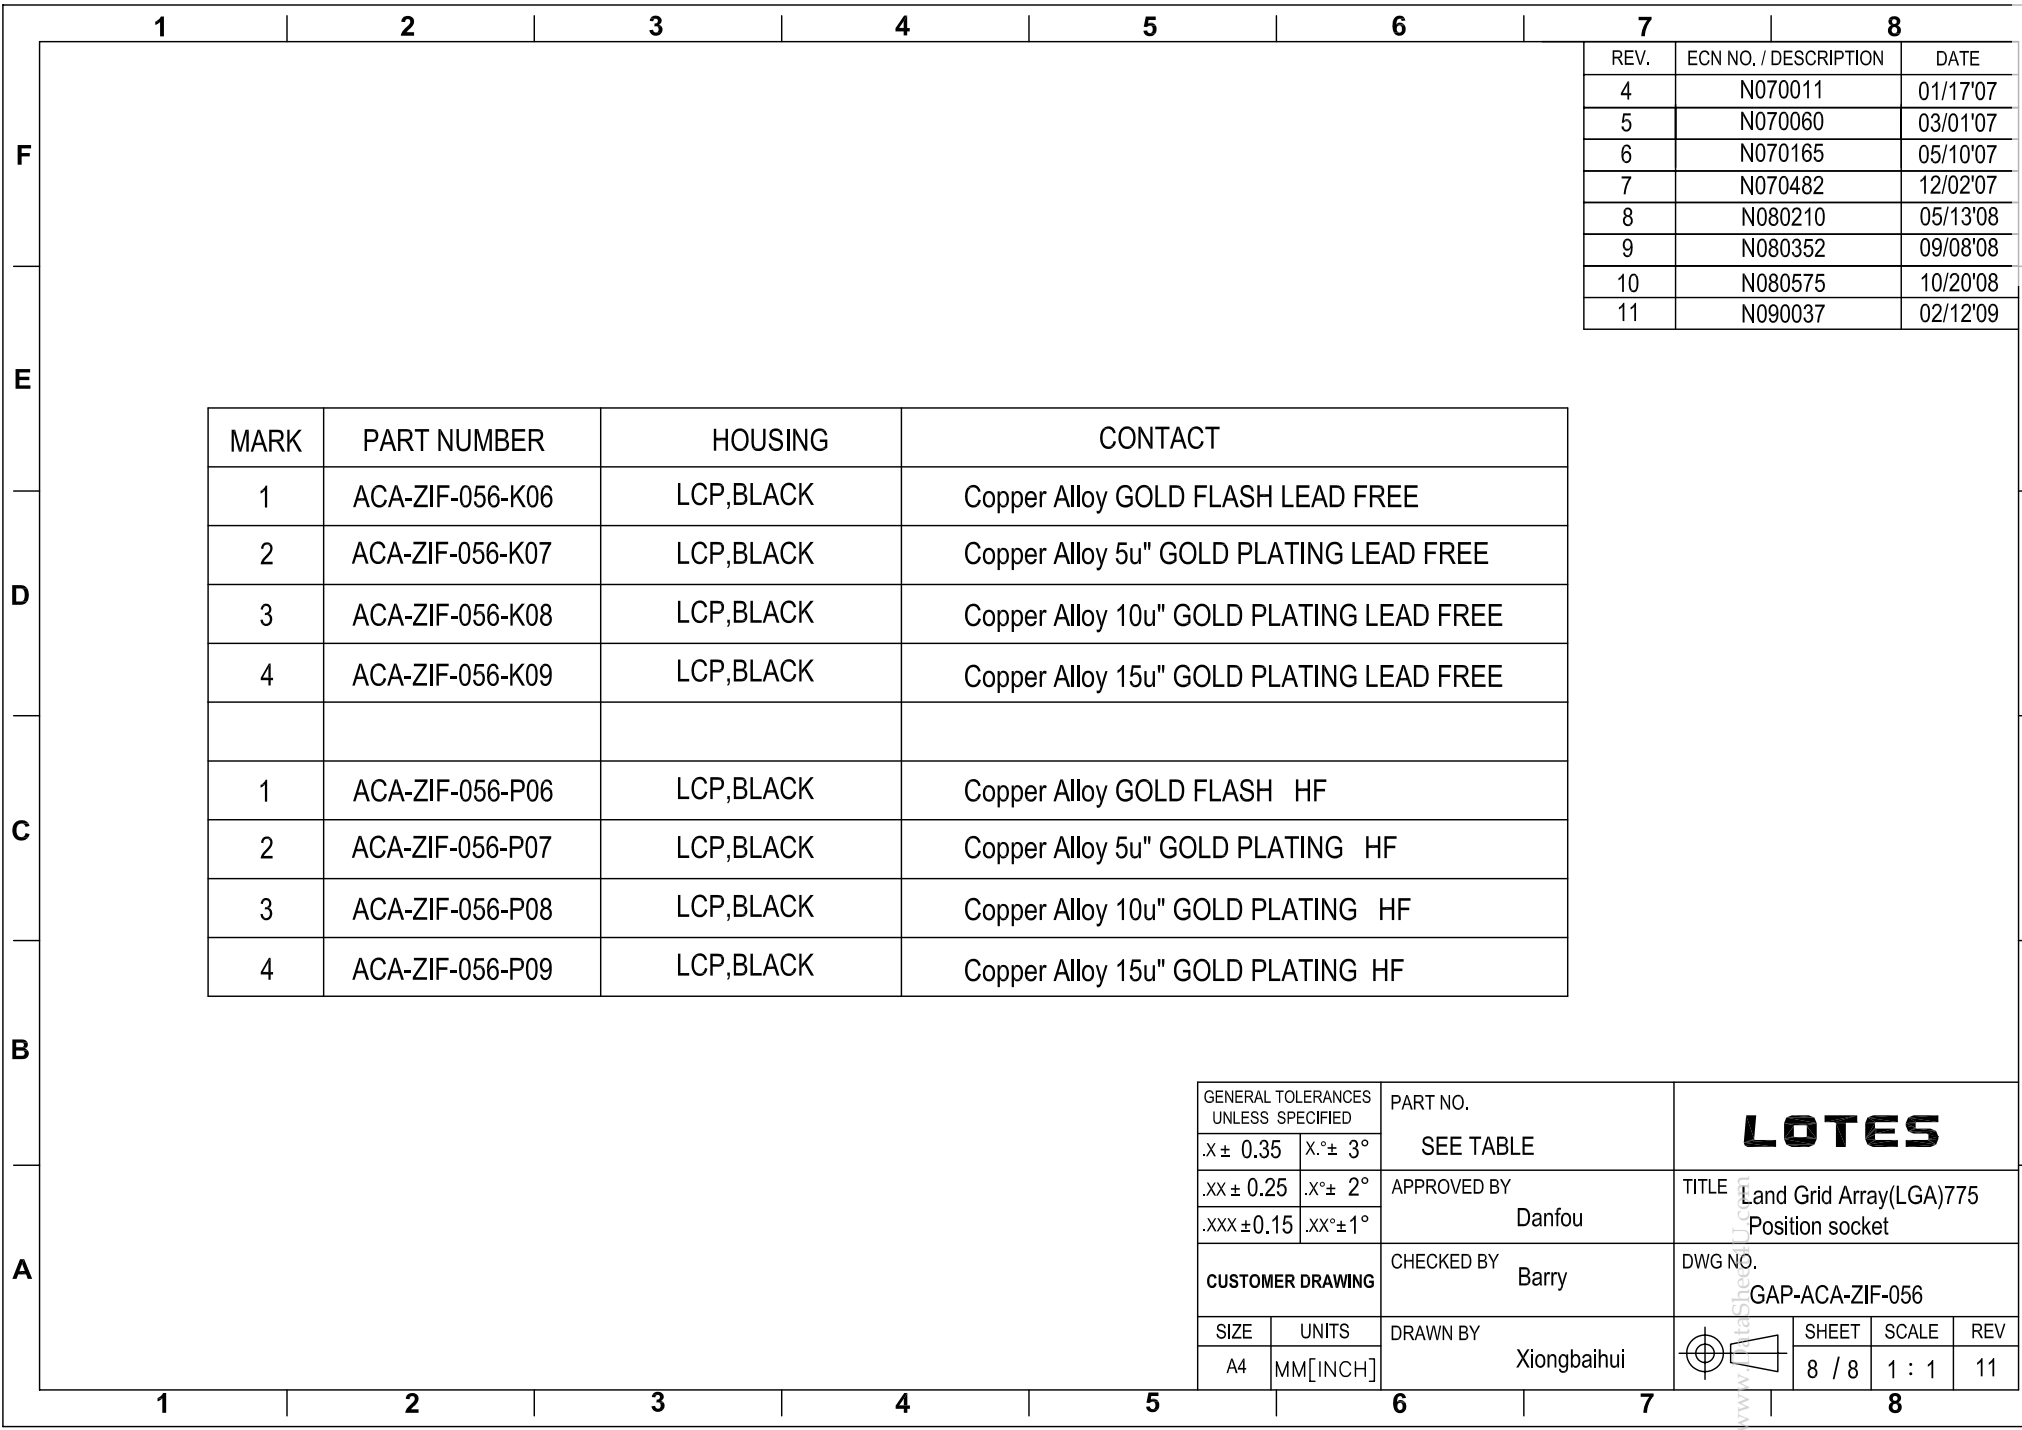 1 2 3 4 5 6 7 8
REV. ECN NO. / DESCRIPTION DATE
4 N070011 01/17'07
5 N070060 03/01'07
6 N070165 05/10'07
7 N070482 12/02'07
8 N080210 05/13'08
9 N080352 09/08'08
10 N080575 10/20'08
11 N090037 02/12'09
F
E
D
C
B
A
MARK PART NUMBER HOUSING CONTACT
1 ACA-ZIF-056-K06 LCP,BLACK Copper Alloy GOLD FLASH LEAD FREE
2 ACA-ZIF-056-K07 LCP,BLACK Copper Alloy 5u" GOLD PLATING LEAD FREE
3 ACA-ZIF-056-K08 LCP,BLACK Copper Alloy 10u" GOLD PLATING LEAD FREE
4 ACA-ZIF-056-K09 LCP,BLACK Copper Alloy 15u" GOLD PLATING LEAD FREE
1 ACA-ZIF-056-P06 LCP,BLACK Copper Alloy GOLD FLASH HF
2 ACA-ZIF-056-P07 LCP,BLACK Copper Alloy 5u" GOLD PLATING HF
3 ACA-ZIF-056-P08 LCP,BLACK Copper Alloy 10u" GOLD PLATING HF
4 ACA-ZIF-056-P09 LCP,BLACK Copper Alloy 15u" GOLD PLATING HF
GENERAL TOLERANCES
UNLESS SPECIFIED
.X ± 0.35 X.°± 3°
.XX ± 0.25 .X°± 2°
.XXX ±0.15 .XX°±1°
CUSTOMER DRAWING
SIZE UNITS
A4 MM[INCH]
PART NO.
SEE TABLE
APPROVED BY
Danfou
CHECKED BY
Barry
DRAWN BY
Xiongbaihui
LOTES
TITLE
Land Grid Array(LGA)775
Position socket
DWG NO.
GAP-ACA-ZIF-056
SHEET SCALE REV
8 / 8 1 : 1 11
www.DataSheet4U.com
1 2 3 4 5 6 7 8